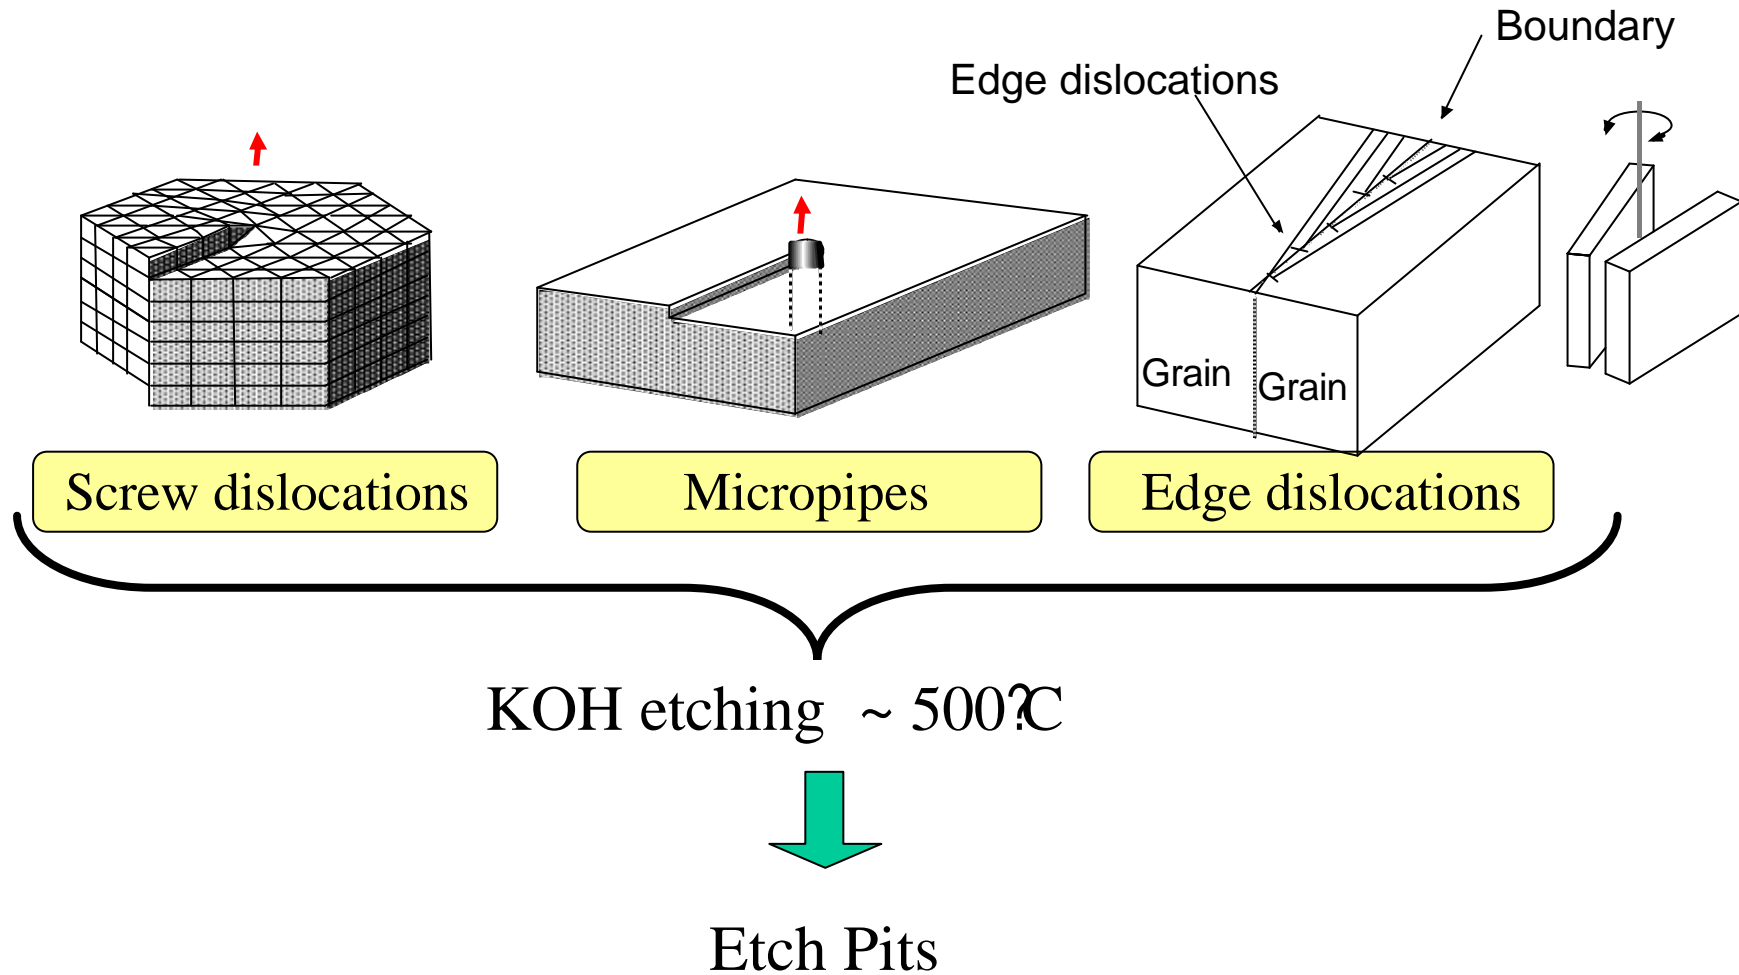 Boundary
Edge dislocations
Grain
Grain
Screw dislocations
Micropipes
Edge dislocations
KOH etching ~ 500?C
Etch Pits